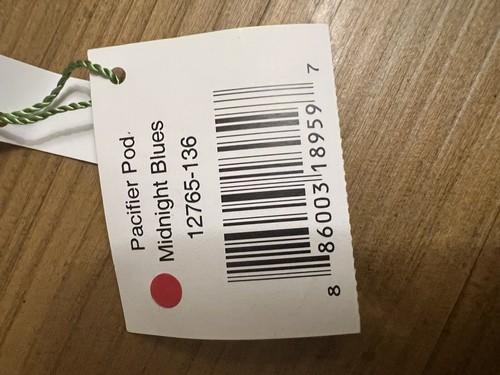 Pacifier Pod
Midnight Blues
12765-136
8 86003 18959 7